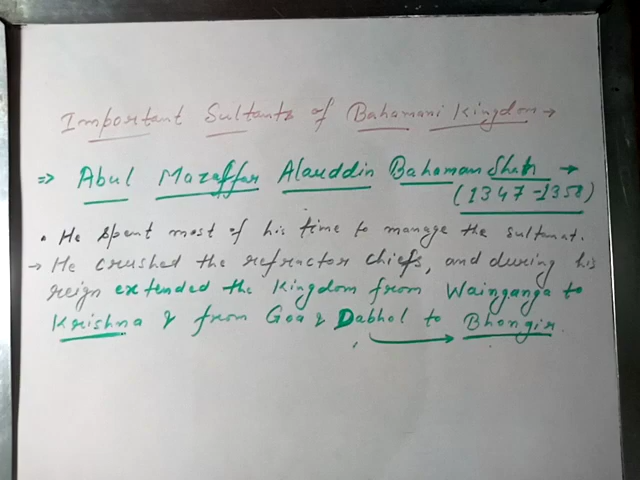 Important Sultants of Bahamani Kingdom →
⇒ Abul Mozaffar Alauddin Bahaman Shah →
(1347-1358)
• He spent most of his time to manage the sultanat.
→ He crushed the refractor chiefs, and during his
reign extended the Kingdom from Wainganga to
Krishna & from Goa & Dabhol to Bhongir.